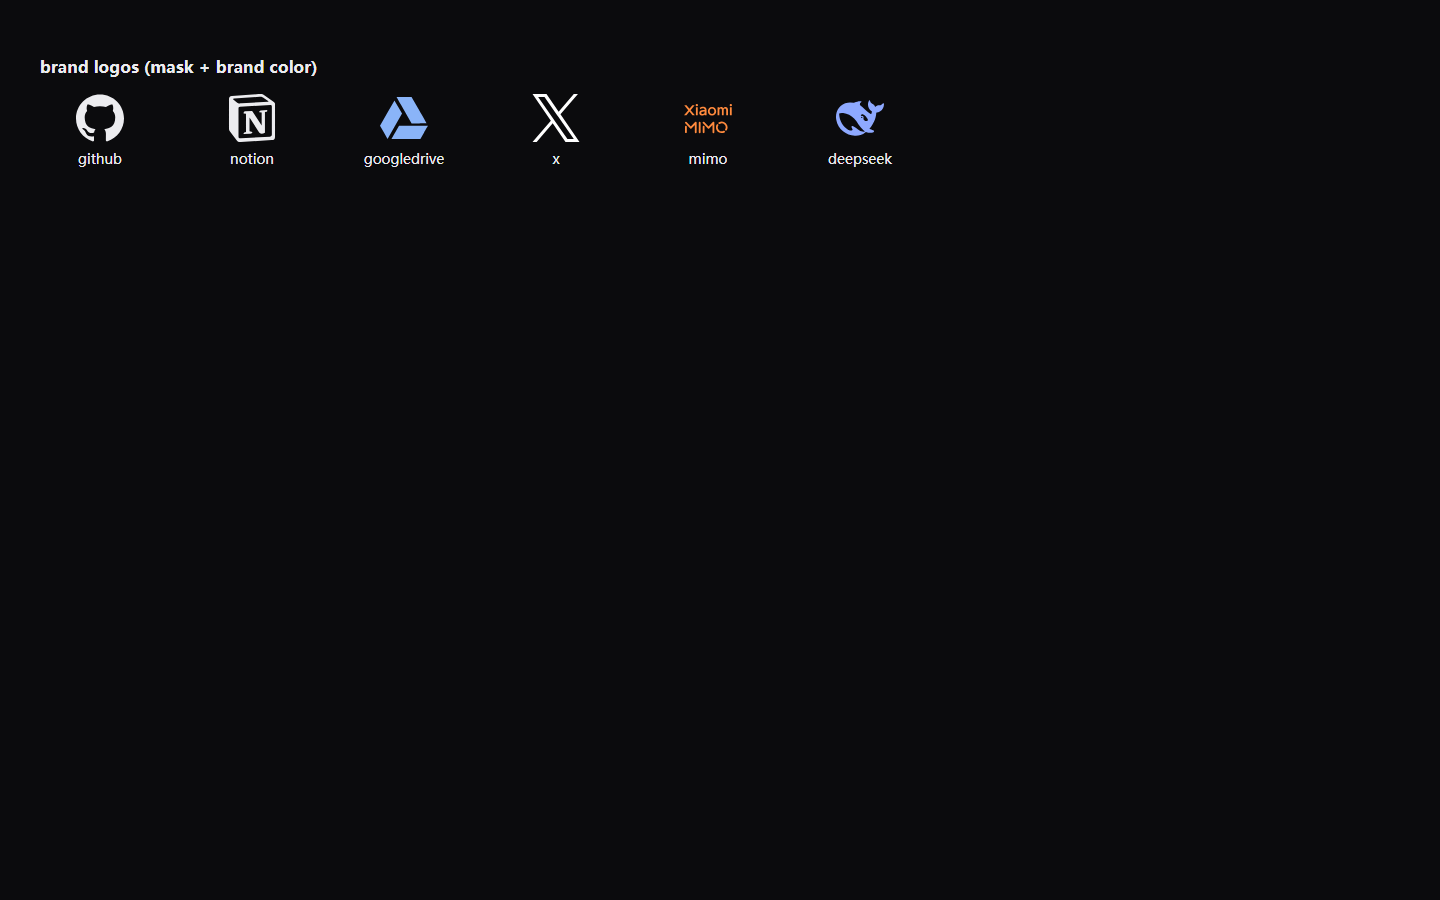 brand logos (mask + brand color)
N
Xiaomi
MIMO
github
notion
googledrive
x
mimo
deepseek